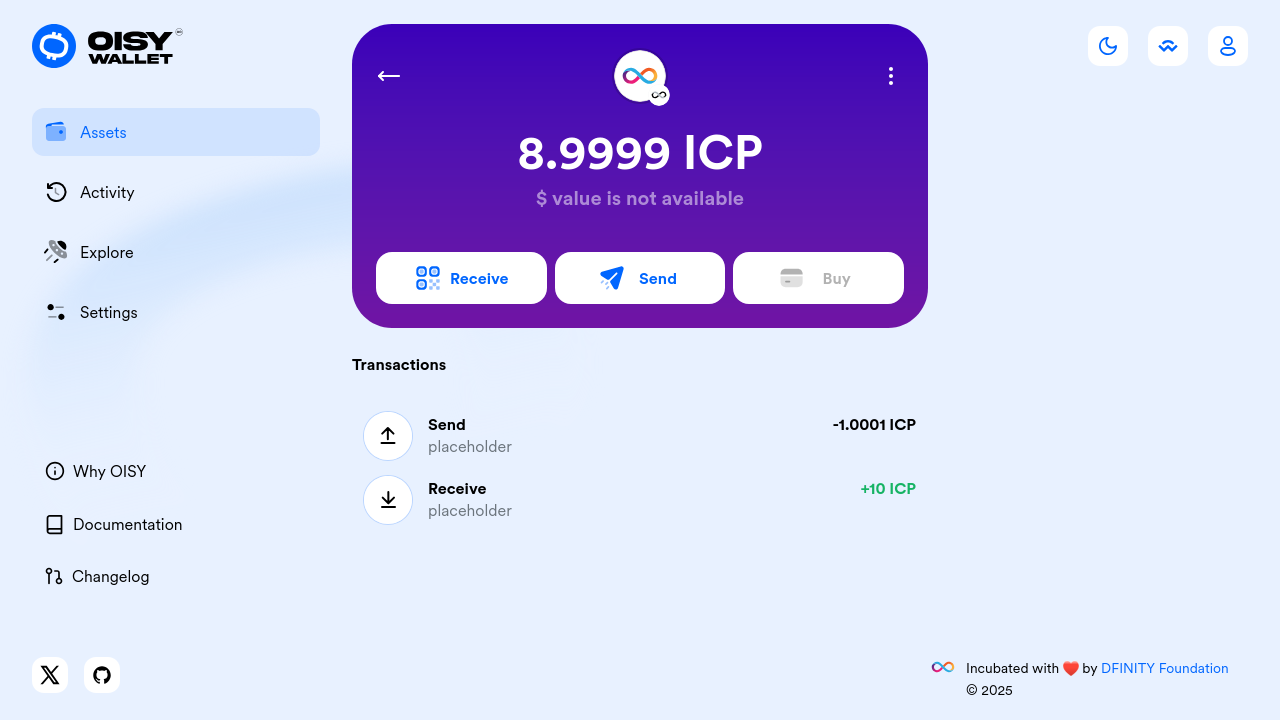 OISY
WALLET
Assets
Activity
Explore
Settings
Why OISY
Documentation
Changelog
8.9999 ICP
$ value is not available
Receive
Send
Buy
Transactions
Send
-1.0001 ICP
placeholder
Receive
+10 ICP
placeholder
Incubated with ❤️ by DFINITY Foundation
© 2025